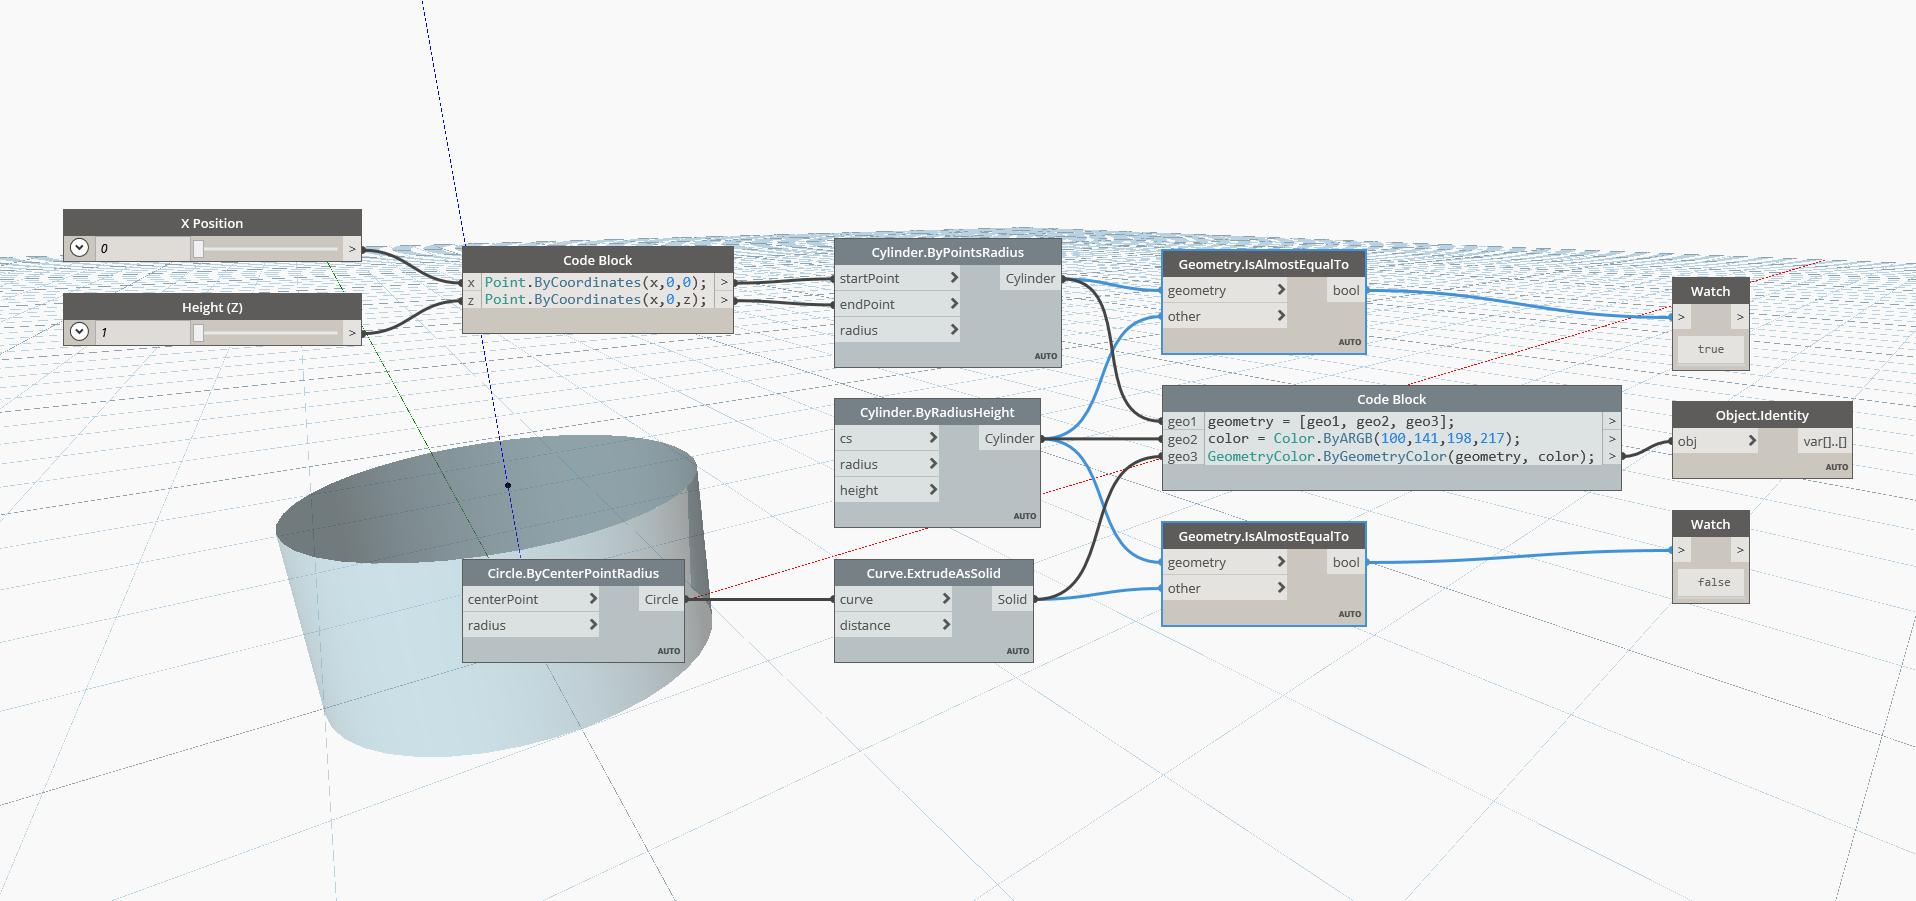 X Position
0
>
Height (Z)
1
>
Code Block
x Point.ByCoordinates(x,0,0); >
z Point.ByCoordinates(x,0,z); >
Cylinder.ByPointsRadius
startPoint > Cylinder
endPoint >
radius >
AUTO
Cylinder.ByRadiusHeight
cs > Cylinder
radius >
height >
AUTO
Circle.ByCenterPointRadius
centerPoint > Circle
radius >
AUTO
Curve.ExtrudeAsSolid
curve > Solid
distance >
AUTO
Geometry.IsAlmostEqualTo
geometry > bool
other >
AUTO
Code Block
geo1 geometry = [geo1, geo2, geo3]; >
geo2 color = Color.ByARGB(100,141,198,217); >
geo3 GeometryColor.ByGeometryColor(geometry, color); >
Geometry.IsAlmostEqualTo
geometry > bool
other >
AUTO
Watch
> >
true
Object.Identity
obj > var[]..[]
AUTO
Watch
> >
false